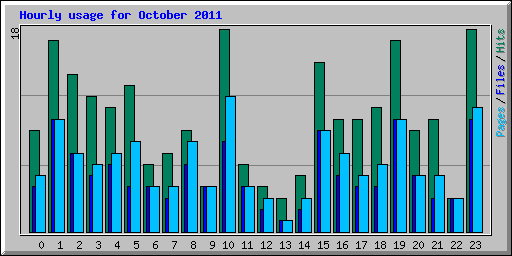 Hourly usage for October 2011
18
Pages/Files/Hits
0 1 2 3 4 5 6 7 8 9 10 11 12 13 14 15 16 17 18 19 20 21 22 23